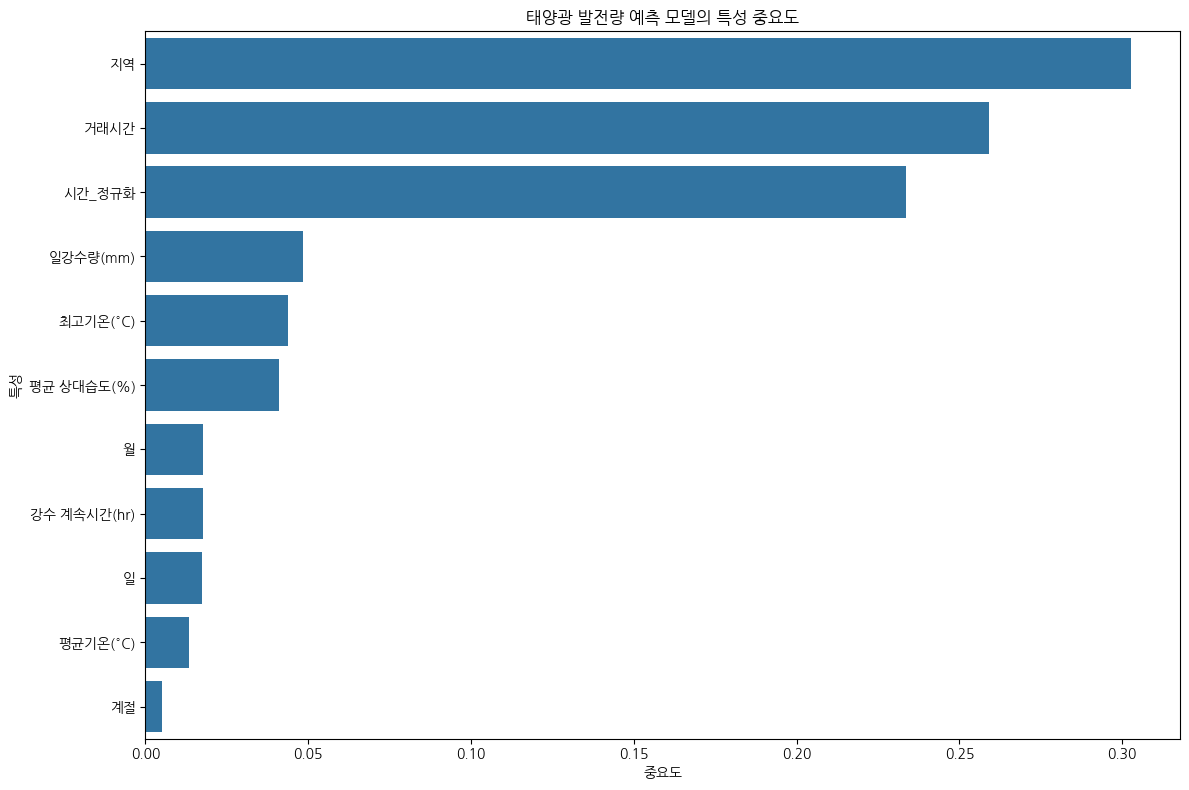 태양광 발전량 예측 모델의 특성 중요도
특성
지역
거래시간
시간_정규화
일강수량(mm)
최고기온(°C)
평균 상대습도(%)
월
강수 계속시간(hr)
일
평균기온(°C)
계절
0.00 0.05 0.10 0.15 0.20 0.25 0.30
중요도